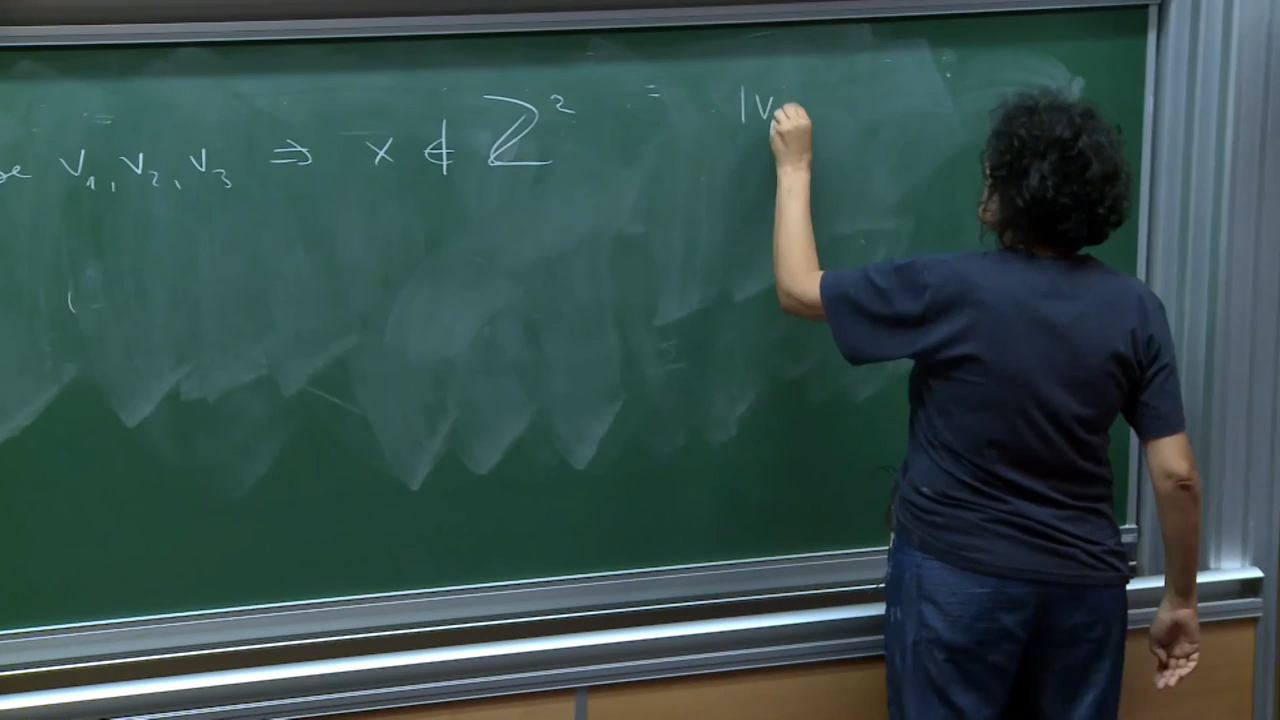 v₁, v₂, v₃ ⇒ x ∉ ℤ² |v